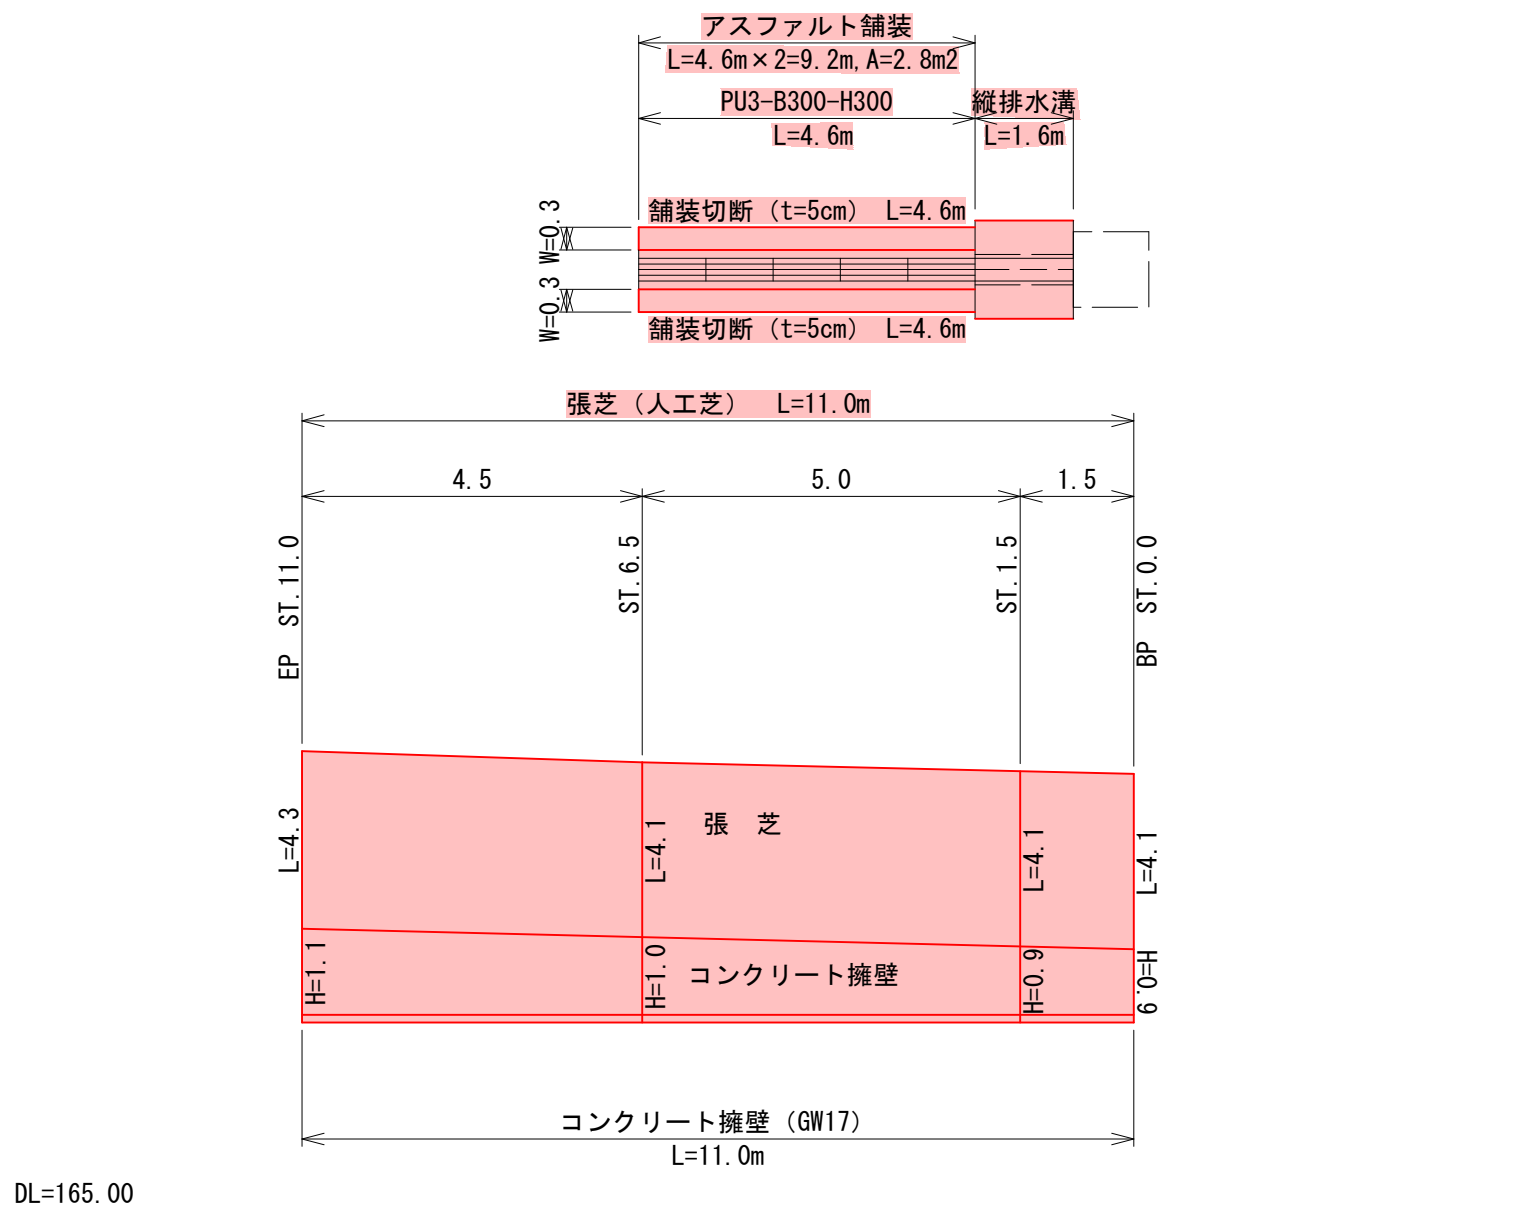 アスファルト舗装
L=4.6m×2=9.2m,A=2.8m2
PU3-B300-H300
縦排水溝
L=4.6m
L=1.6m
W=0.3
舗装切断（t=5cm） L=4.6m
W=0.3
舗装切断（t=5cm） L=4.6m
張芝（人工芝） L=11.0m
4.5
5.0
1.5
EP ST.11.0
ST.6.5
ST.1.5
BP ST.0.0
L=4.3
L=4.1
張 芝
L=4.1
L=4.1
H=1.1
H=1.0
コンクリート擁壁
H=0.9
H=0.9
コンクリート擁壁（GW17）
L=11.0m
DL=165.00